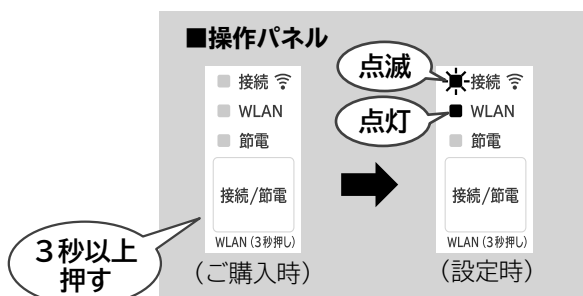 ■操作パネル
接続
WLAN
節電
接続/節電
WLAN (3秒押し)
3秒以上
押す
(ご購入時)
点滅
点灯
接続
WLAN
節電
接続/節電
WLAN (3秒押し)
(設定時)